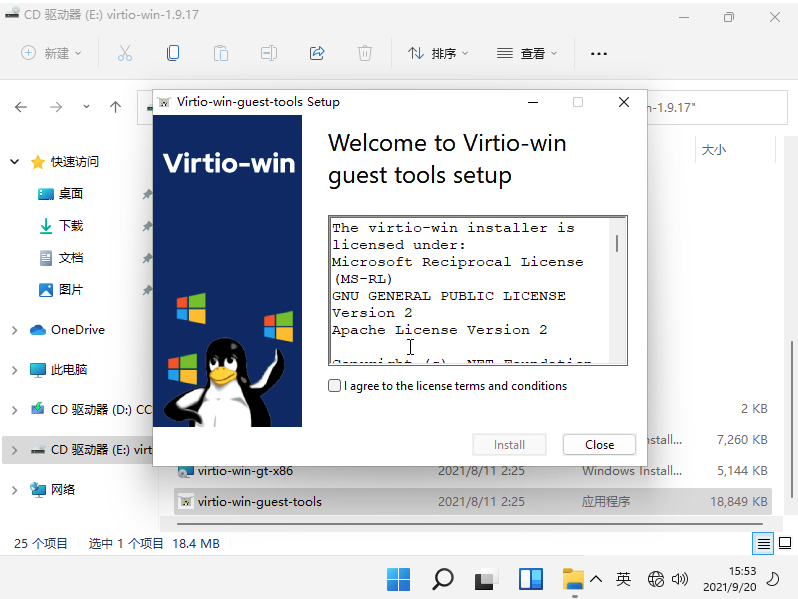 CD 驱动器 (E:) virtio-win-1.9.17
新建
排序
查看
n-1.9.17"
大小
快速访问
桌面
下载
文档
图片
OneDrive
此电脑
CD 驱动器 (D:) CC
CD 驱动器 (E:) virt
网络
Virtio-win-guest-tools Setup
Virtio-win
Welcome to Virtio-win
guest tools setup
The virtio-win installer is
licensed under:
Microsoft Reciprocal License
(MS-RL)
GNU GENERAL PUBLIC LICENSE
Version 2
Apache License Version 2
Copyright (c) .NET Foundation
I agree to the license terms and conditions
Install
Close
2 KB
nstall... 7,260 KB
virtio-win-gt-x86 2021/8/11 2:25 Windows Install... 5,144 KB
virtio-win-guest-tools 2021/8/11 2:25 应用程序 18,849 KB
25 个项目 选中 1 个项目 18.4 MB
英
15:53
2021/9/20